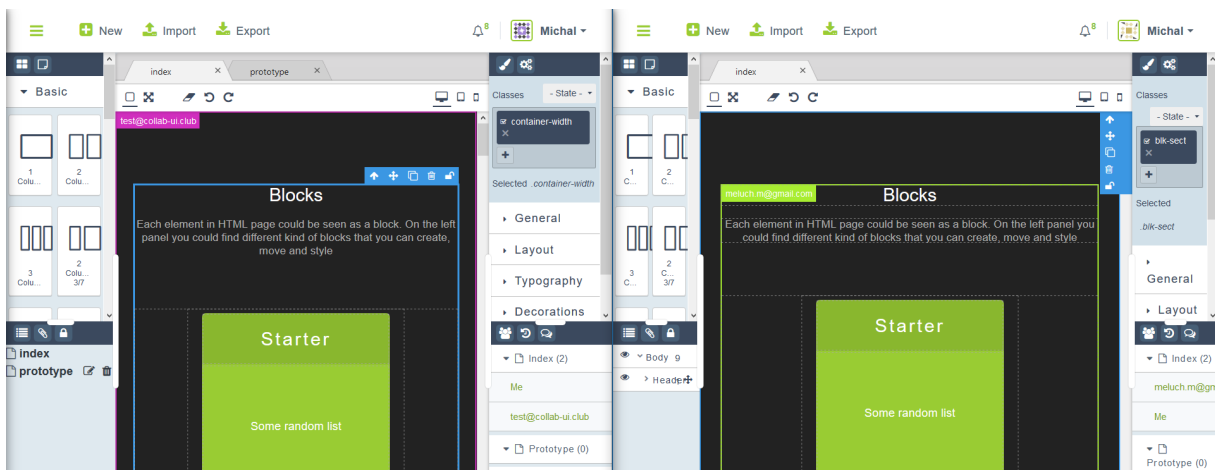 New Import Export 8 Michal
index prototype
Basic
Classes - State -
test@collab-ui.club
container-width
1
Colu...
2
Colu...
Selected .container-width
Blocks
Each element in HTML page could be seen as a block. On the left
panel you could find different kind of blocks that you can create,
move and style
General
Layout
3
Colu...
2
Colu...
3/7
Typography
Decorations
Starter
index
prototype
Index (2)
Me
test@collab-ui.club
Some random list
Prototype (0)
New Import Export 8 Michal
index
Basic
Classes
- State -
blk-sect
1
C...
2
C...
meluch.m@gmail.com
Blocks
Selected
.blk-sect
Each element in HTML page could be seen as a block. On the left
panel you could find different kind of blocks that you can create,
move and style
3
C...
2
C...
3/7
General
Layout
Starter
Body 9
Header
Index (2)
meluch.m@gm
Me
Some random list
Prototype (0)